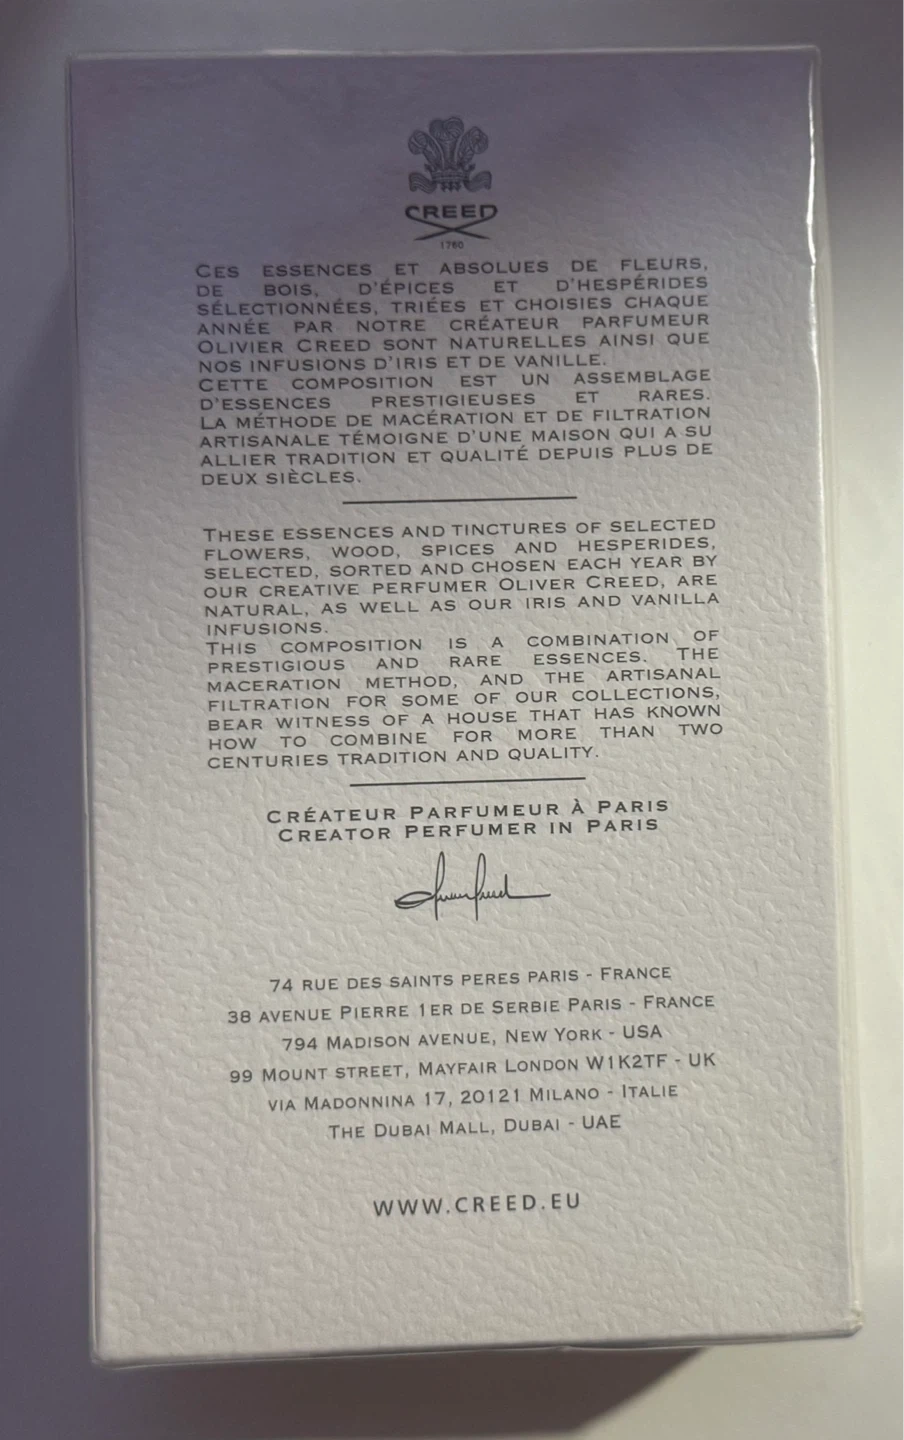 CREED
1760
CES ESSENCES ET ABSOLUES DE FLEURS,
DE BOIS, D'ÉPICES ET D'HESPÉRIDES
SÉLECTIONNÉES, TRIÉES ET CHOISIES CHAQUE
ANNÉE PAR NOTRE CRÉATEUR PARFUMEUR
OLIVIER CREED SONT NATURELLES AINSI QUE
NOS INFUSIONS D'IRIS ET DE VANILLE.
CETTE COMPOSITION EST UN ASSEMBLAGE
D'ESSENCES PRESTIGIEUSES ET RARES.
LA MÉTHODE DE MACÉRATION ET DE FILTRATION
ARTISANALE TÉMOIGNE D'UNE MAISON QUI A SU
ALLIER TRADITION ET QUALITÉ DEPUIS PLUS DE
DEUX SIÈCLES.
THESE ESSENCES AND TINCTURES OF SELECTED
FLOWERS, WOOD, SPICES AND HESPERIDES,
SELECTED, SORTED AND CHOSEN EACH YEAR BY
OUR CREATIVE PERFUMER OLIVER CREED, ARE
NATURAL, AS WELL AS OUR IRIS AND VANILLA
INFUSIONS.
THIS COMPOSITION IS A COMBINATION OF
PRESTIGIOUS AND RARE ESSENCES. THE
MACERATION METHOD, AND THE ARTISANAL
FILTRATION FOR SOME OF OUR COLLECTIONS,
BEAR WITNESS OF A HOUSE THAT HAS KNOWN
HOW TO COMBINE FOR MORE THAN TWO
CENTURIES TRADITION AND QUALITY.
CRÉATEUR PARFUMEUR À PARIS
CREATOR PERFUMER IN PARIS
74 RUE DES SAINTS PERES PARIS - FRANCE
38 AVENUE PIERRE 1ER DE SERBIE PARIS - FRANCE
794 MADISON AVENUE, NEW YORK - USA
99 MOUNT STREET, MAYFAIR LONDON W1K2TF - UK
VIA MADONNINA 17, 20121 MILANO - ITALIE
THE DUBAI MALL, DUBAI - UAE
WWW.CREED.EU